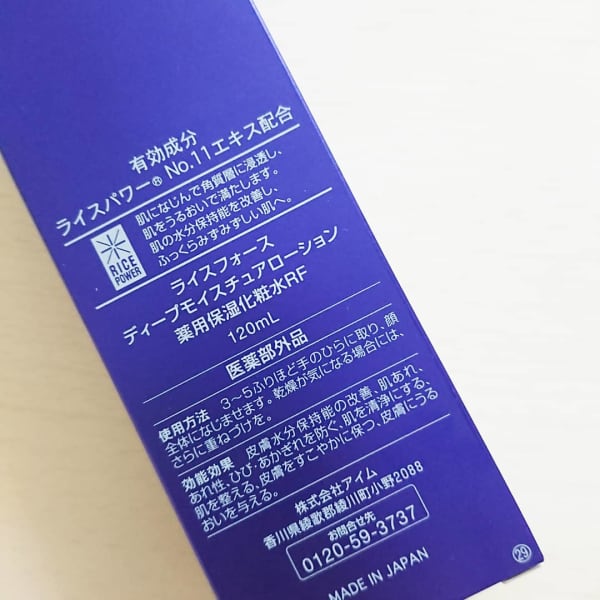 有効成分
ライスパワー® No.11エキス配合
RICE
POWER
肌になじんで角質層に浸透し、
肌をうるおいで満たします。
肌の水分保持能を改善し、
ふっくらみずみずしい肌へ。
ライスフォース
ディープモイスチュアローション
薬用保湿化粧水RF
120mL
医薬部外品
使用方法 3〜5ふりほど手のひらに取り、顔
全体になじませます。乾燥が気になる場合には、
さらに重ねづけを。
効能効果 皮膚水分保持能の改善、肌あれ、
あれ性、ひび・あかぎれを防ぐ、肌を清浄にする、
肌を整える、皮膚をすこやかに保つ、皮膚にうる
おいを与える。
株式会社アイム
香川県綾歌郡綾川町小野2088
お問合せ先
0120-59-3737
MADE IN JAPAN
29